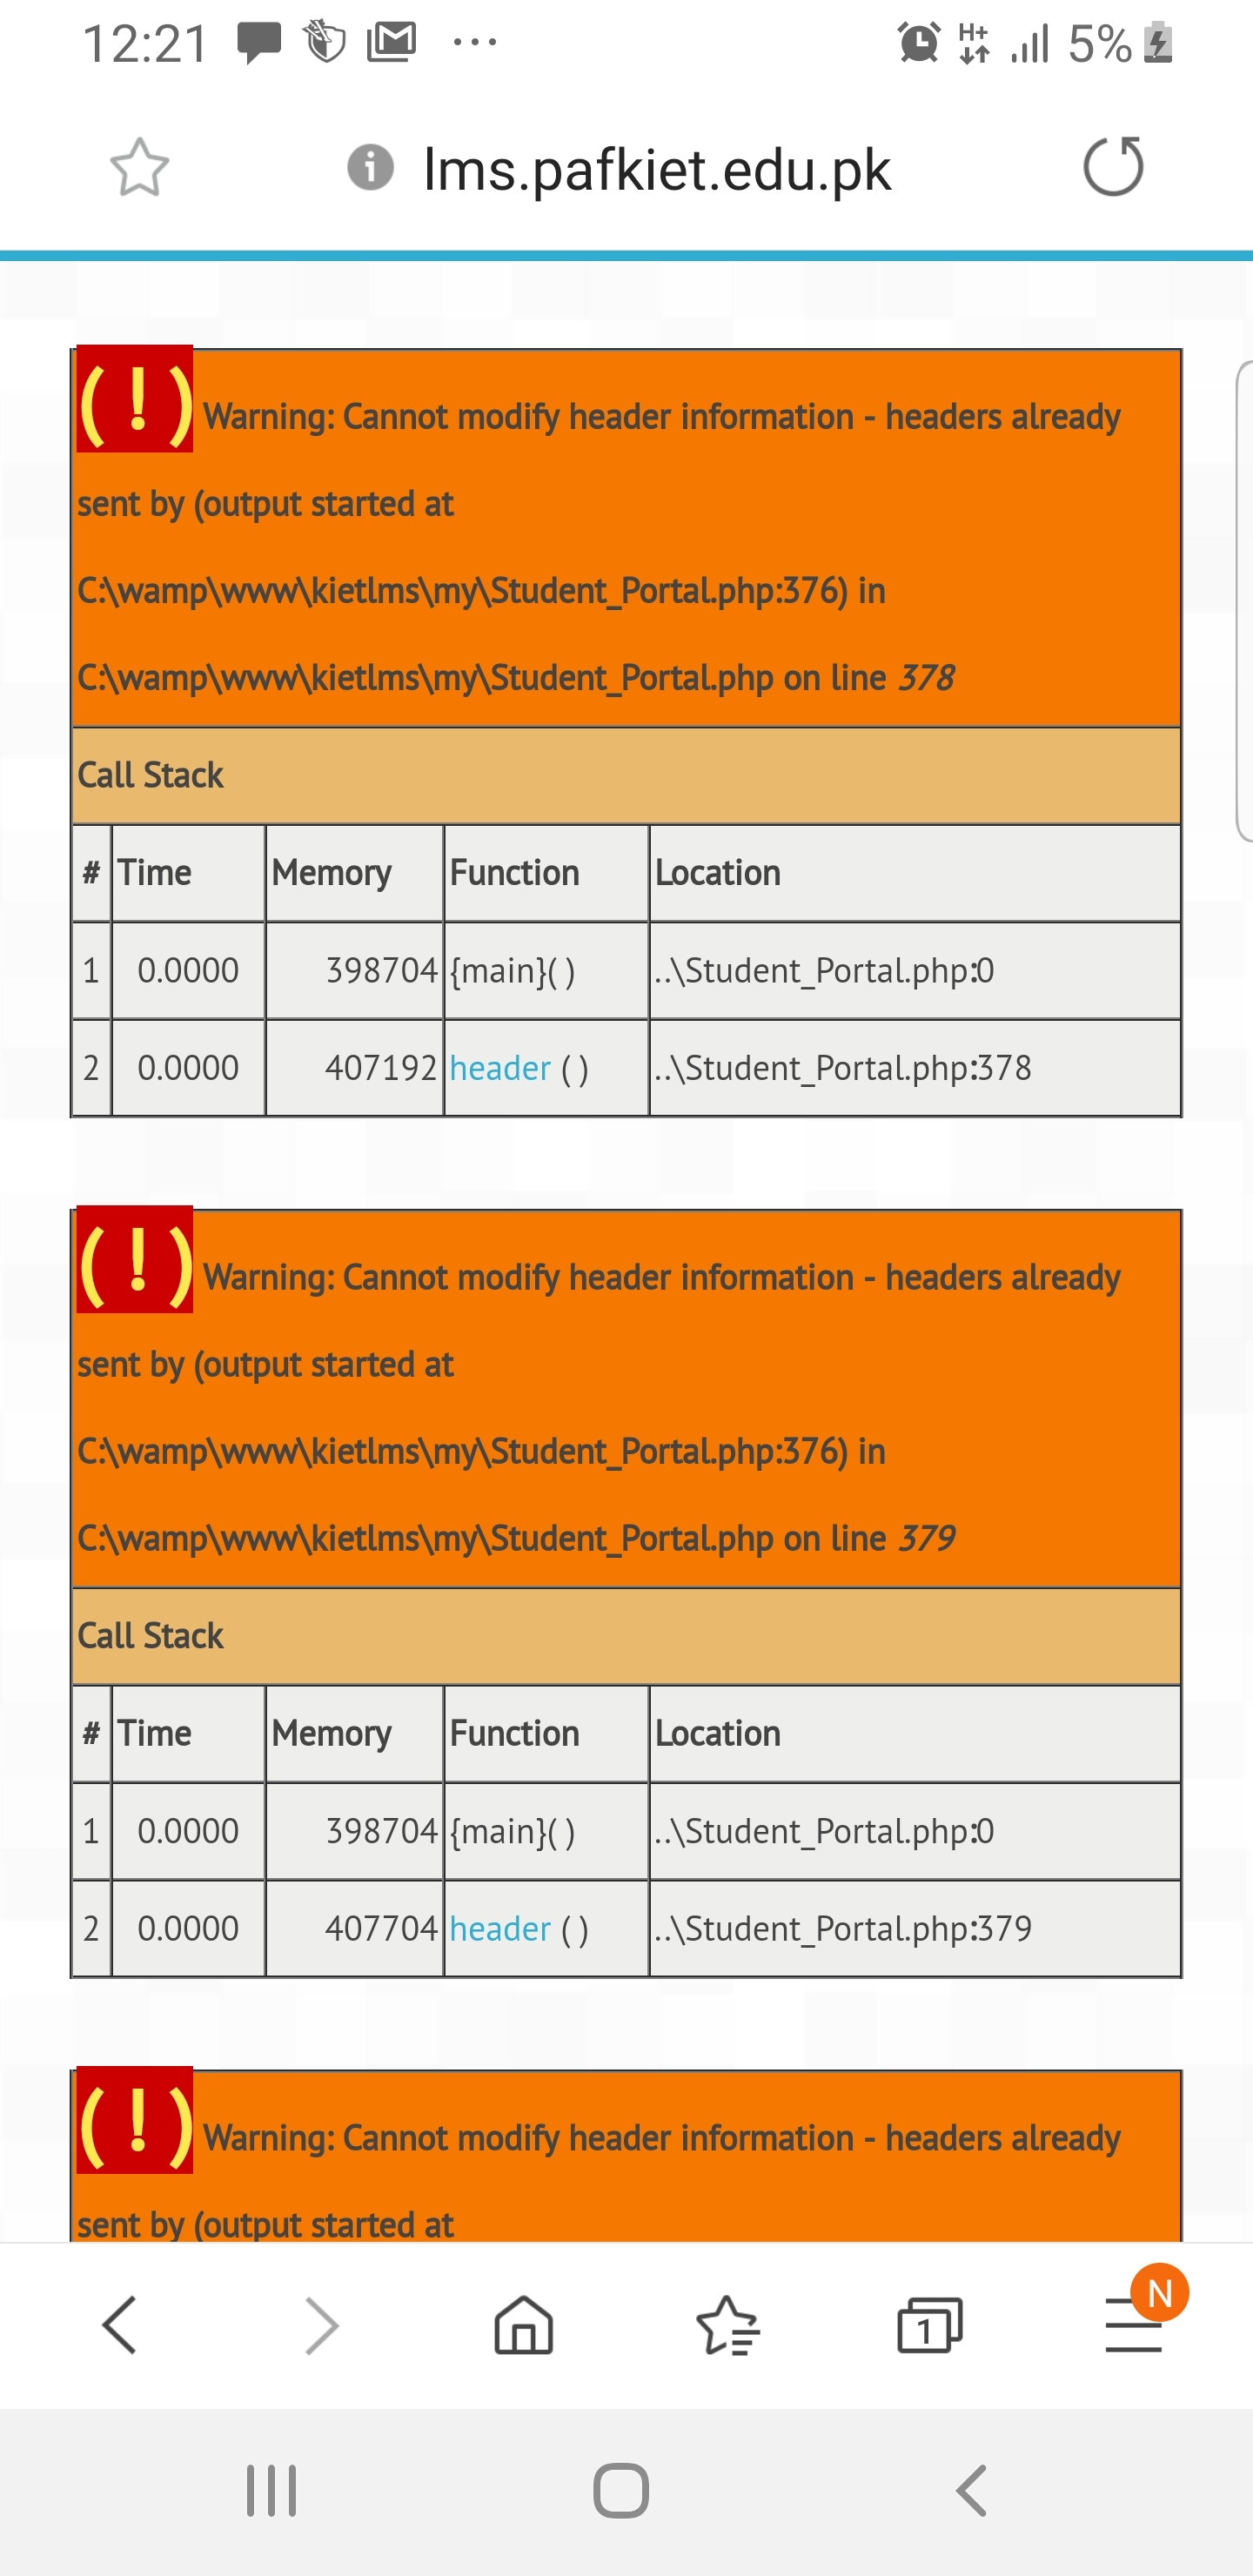 12:21 H+ 5%
lms.pafkiet.edu.pk
(!) Warning: Cannot modify header information - headers already
sent by (output started at
C:\wamp\www\kietlms\my\Student_Portal.php:376) in
C:\wamp\www\kietlms\my\Student_Portal.php on line 378
Call Stack
# Time Memory Function Location
1 0.0000 398704 {main}( ) ..\Student_Portal.php:0
2 0.0000 407192 header ( ) ..\Student_Portal.php:378
(!) Warning: Cannot modify header information - headers already
sent by (output started at
C:\wamp\www\kietlms\my\Student_Portal.php:376) in
C:\wamp\www\kietlms\my\Student_Portal.php on line 379
Call Stack
# Time Memory Function Location
1 0.0000 398704 {main}( ) ..\Student_Portal.php:0
2 0.0000 407704 header ( ) ..\Student_Portal.php:379
(!) Warning: Cannot modify header information - headers already
sent by (output started at
1 N